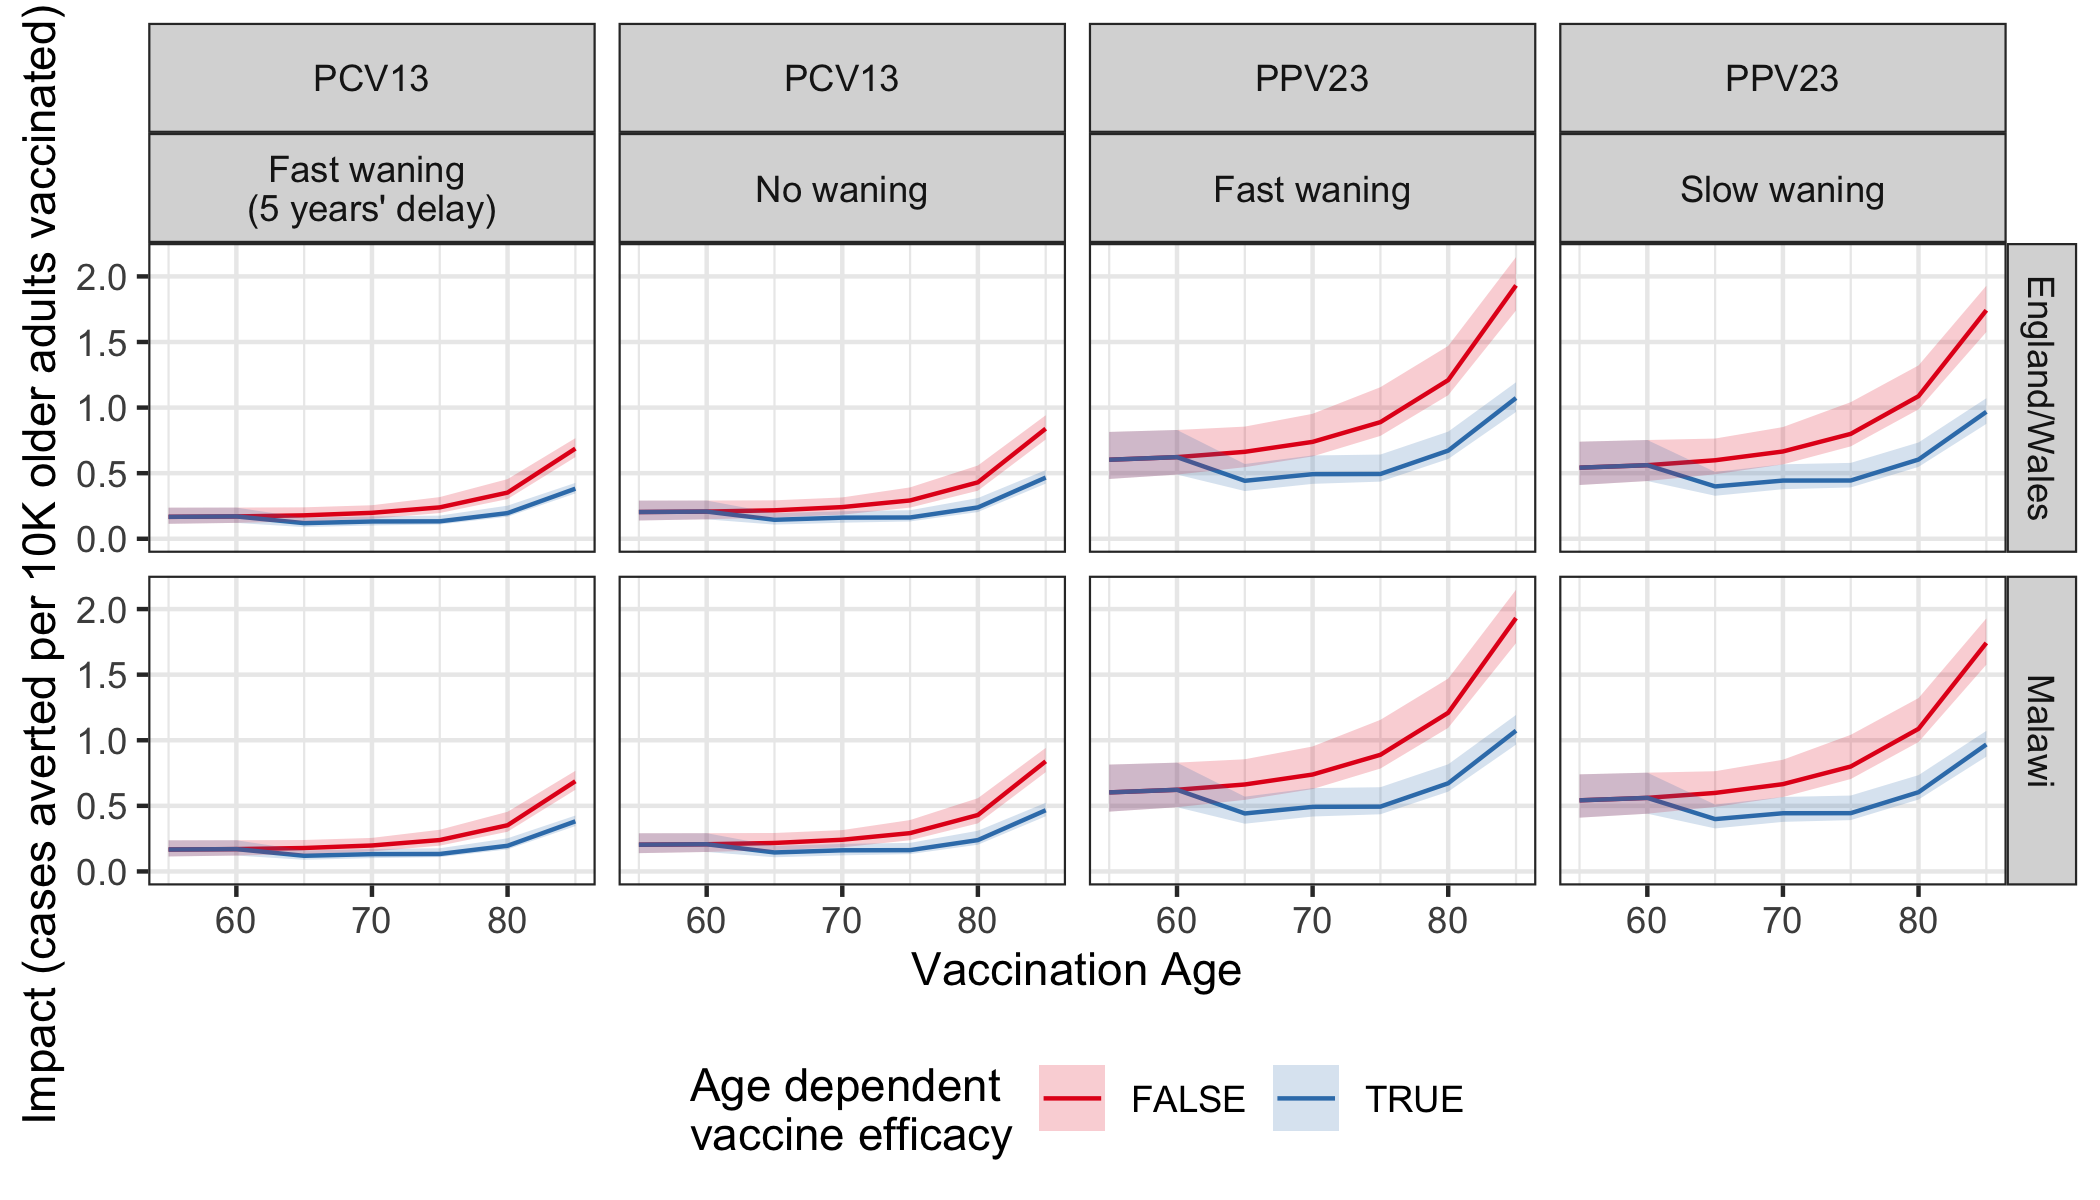 PCV13
PCV13
PPV23
PPV23
Fast waning
(5 years' delay)
No waning
Fast waning
Slow waning
Impact (cases averted per 10K older adults vaccinated)
2.0
1.5
1.0
0.5
0.0
England/Wales
2.0
1.5
1.0
0.5
0.0
Malawi
60 70 80
60 70 80
60 70 80
60 70 80
Vaccination Age
Age dependent
vaccine efficacy
FALSE
TRUE